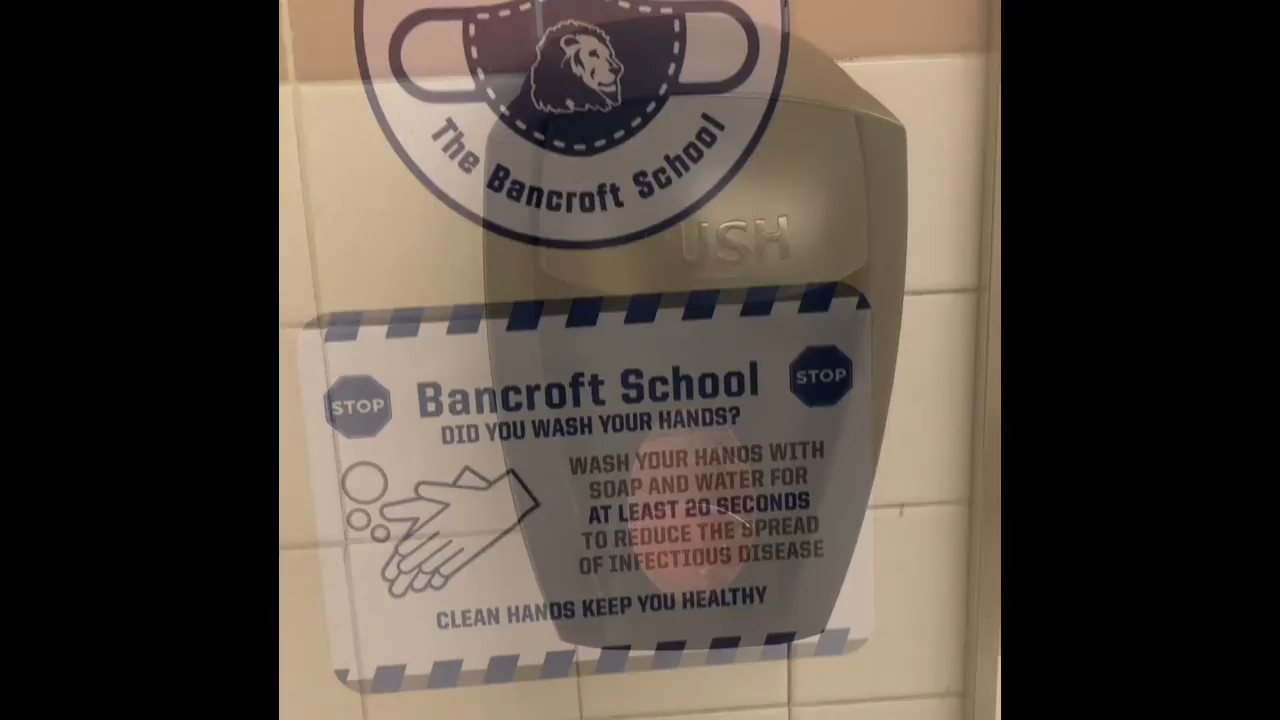 The Bancroft School
USH
STOP
Bancroft School
STOP
DID YOU WASH YOUR HANDS?
WASH YOUR HANDS WITH
SOAP AND WATER FOR
AT LEAST 20 SECONDS
TO REDUCE THE SPREAD
OF INFECTIOUS DISEASE
CLEAN HANDS KEEP YOU HEALTHY